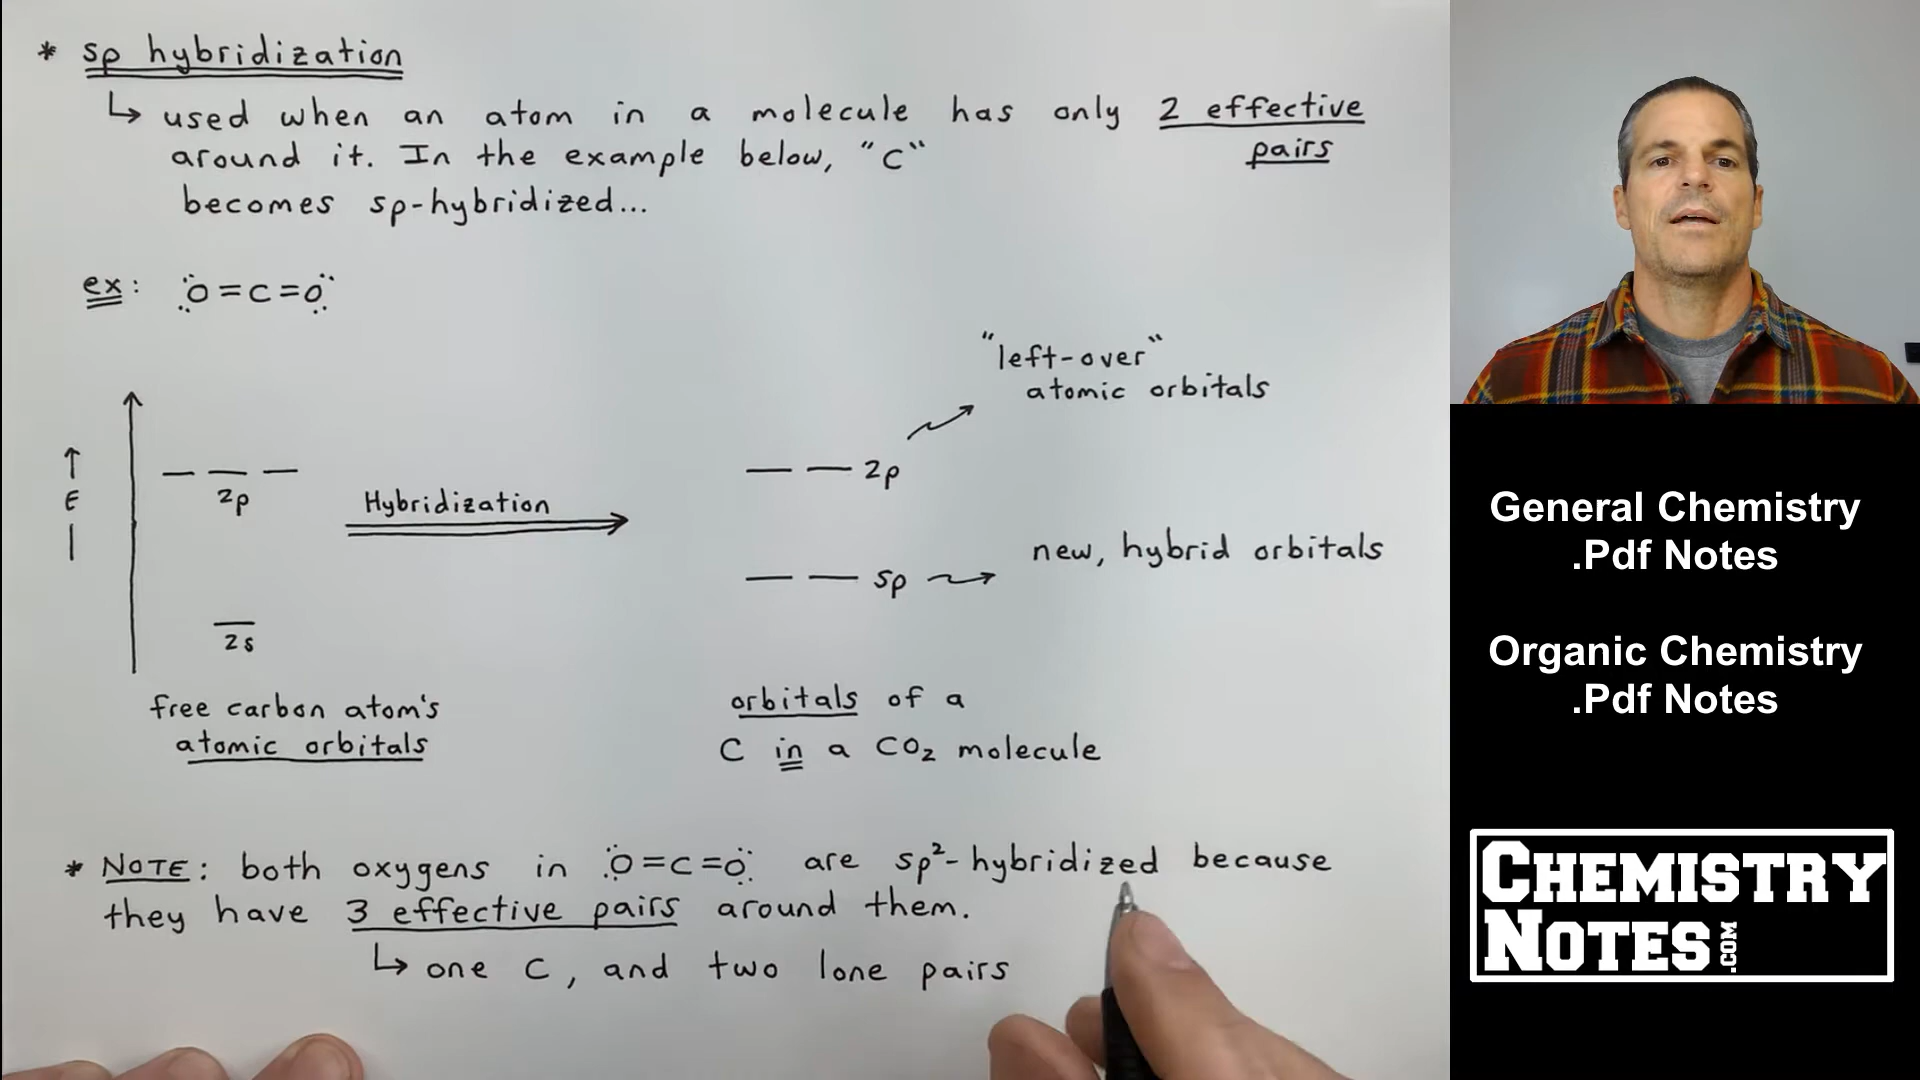 * sp hybridization
↳ used when an atom in a molecule has only 2 effective pairs
around it. In the example below, "C"
becomes sp-hybridized...
ex: :Ö=C=Ö:
"left-over"
atomic orbitals
↑
E
2p
Hybridization
2p
new, hybrid orbitals
sp
2s
free carbon atom's
atomic orbitals
orbitals of a
C in a CO₂ molecule
* NOTE: both oxygens in :Ö=C=Ö: are sp²-hybridized because
they have 3 effective pairs around them.
↳ one C, and two lone pairs
General Chemistry
.Pdf Notes
Organic Chemistry
.Pdf Notes
CHEMISTRY
NOTES.COM